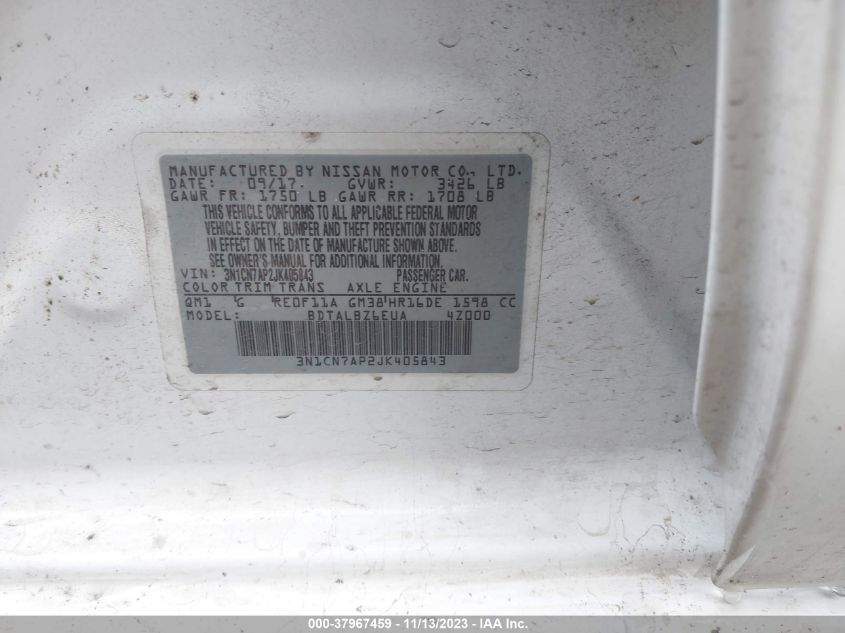 MANUFACTURED BY NISSAN MOTOR CO., LTD.
DATE: 09/17. GVWR: 3426 LB
GAWR FR: 1750 LB GAWR RR: 1708 LB
THIS VEHICLE CONFORMS TO ALL APPLICABLE FEDERAL MOTOR
VEHICLE SAFETY, BUMPER AND THEFT PREVENTION STANDARDS
IN EFFECT ON THE DATE OF MANUFACTURE SHOWN ABOVE.
SEE OWNER'S MANUAL FOR ADDITIONAL INFORMATION.
VIN: 3N1CN7AP2JK405843 PASSENGER CAR.
COLOR TRIM TRANS AXLE ENGINE
QM1 G RE0F11A GM38 HR16DE 1598 CC
MODEL: BDTALBZ6EUA 4Z000
3N1CN7AP2JK405843
000-37967459 - 11/13/2023 - IAA Inc.